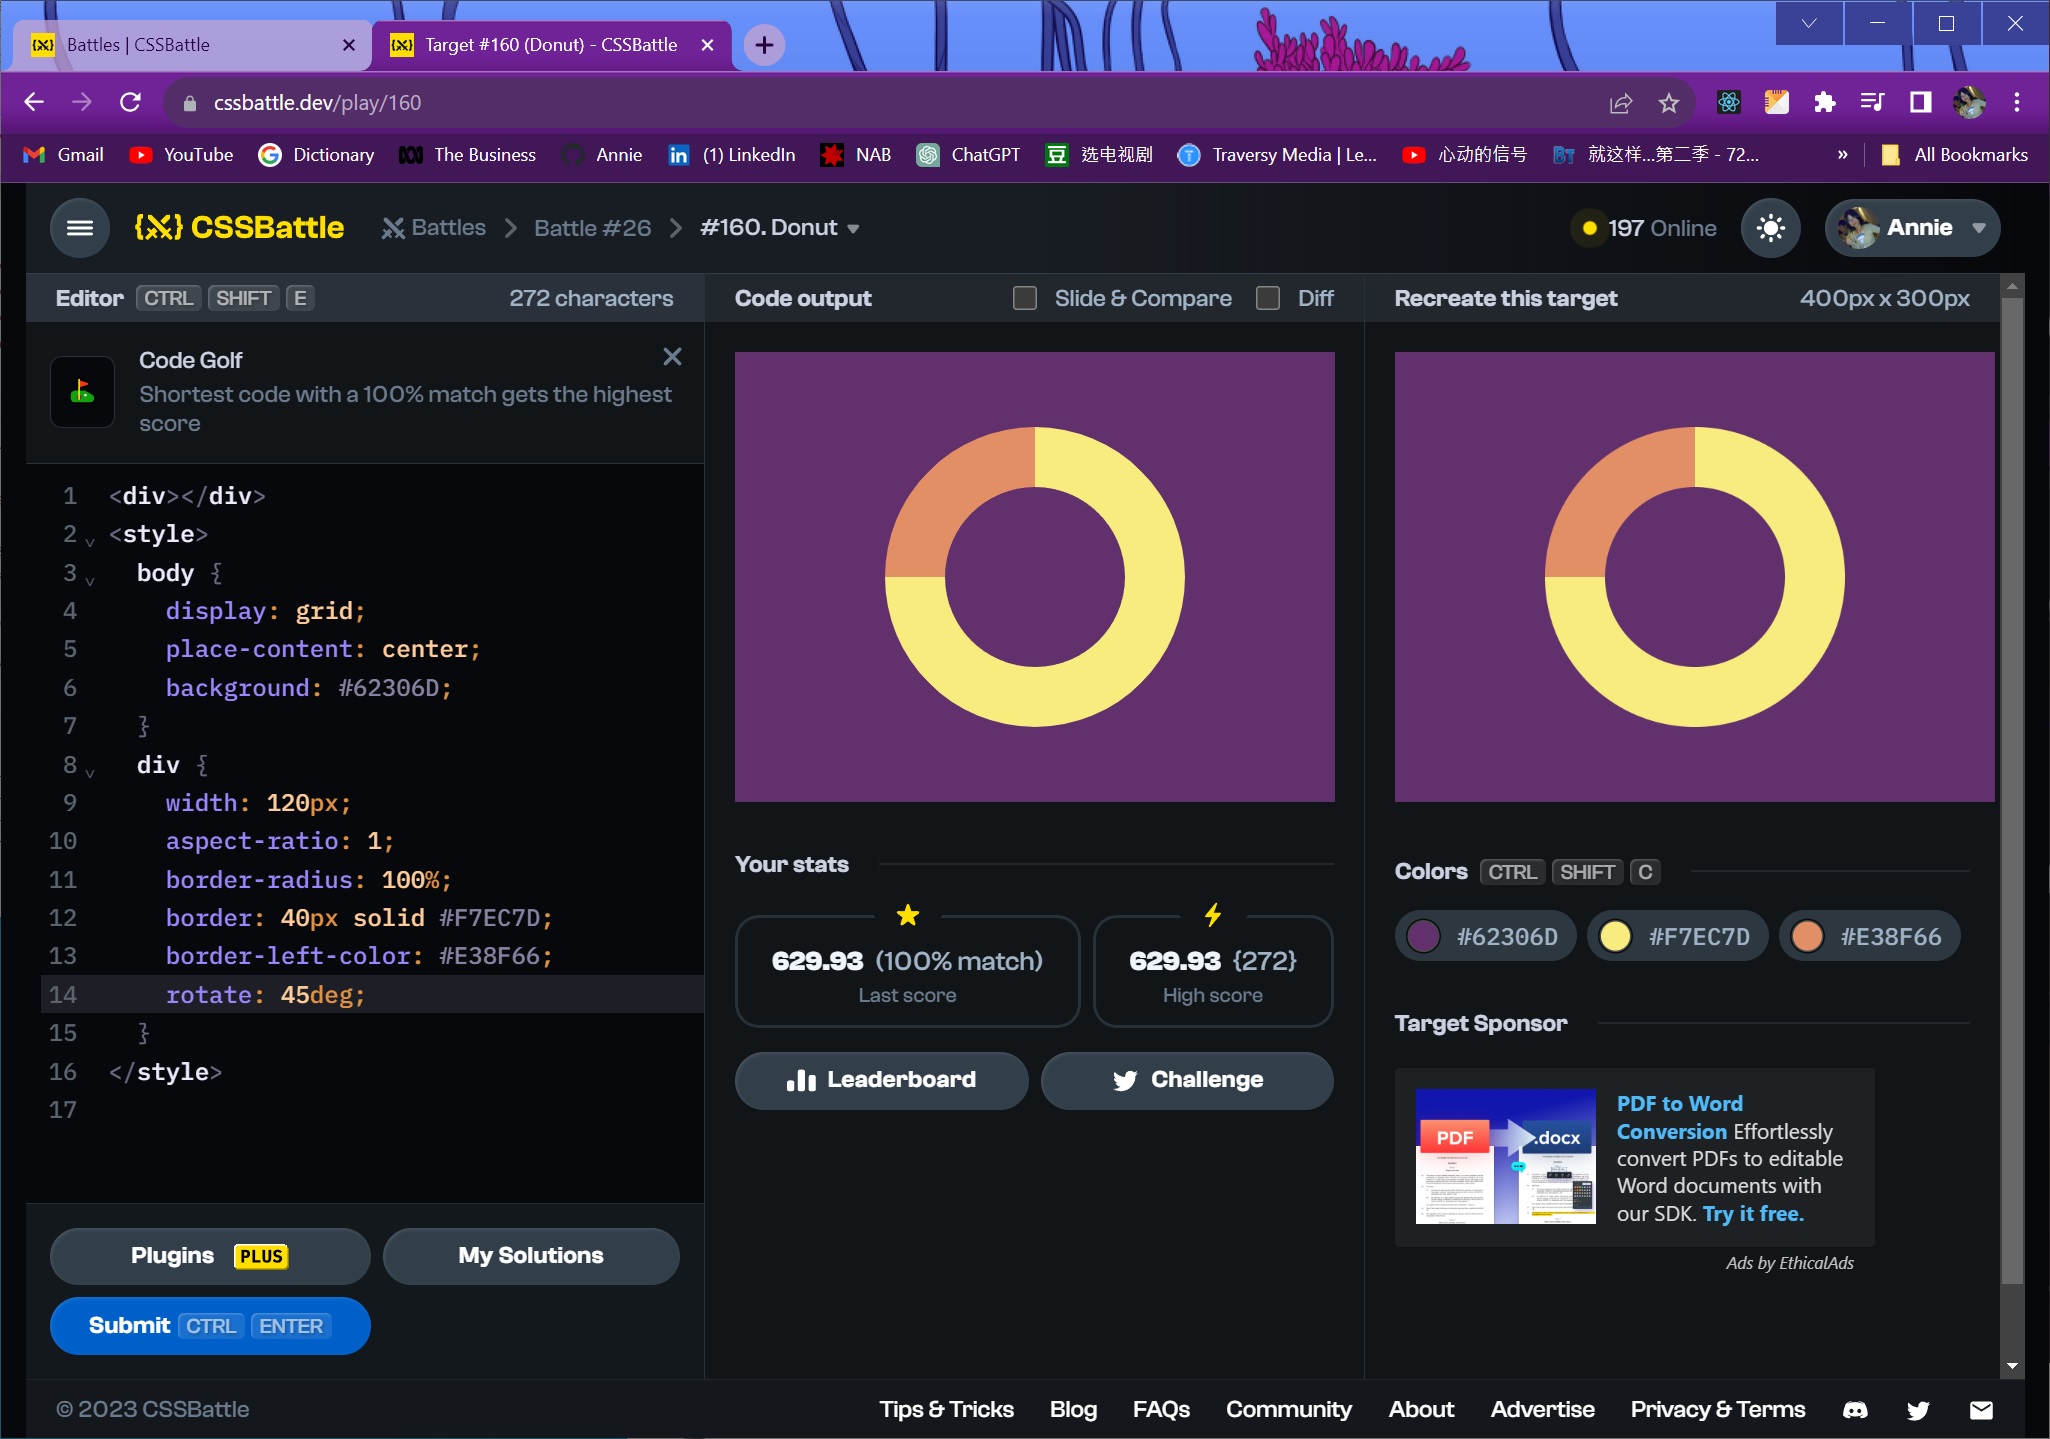 Battles | CSSBattle
Target #160 (Donut) - CSSBattle
cssbattle.dev/play/160
Gmail YouTube Dictionary The Business Annie (1) LinkedIn NAB ChatGPT 选电视剧 Traversy Media | Le... 心动的信号 就这样...第二季 - 72... » All Bookmarks
CSSBattle Battles Battle #26 #160. Donut 197 Online Annie
Editor CTRL SHIFT E 272 characters
Code Golf
Shortest code with a 100% match gets the highest
score
1 <div></div>
2 <style>
3 body {
4 display: grid;
5 place-content: center;
6 background: #62306D;
7 }
8 div {
9 width: 120px;
10 aspect-ratio: 1;
11 border-radius: 100%;
12 border: 40px solid #F7EC7D;
13 border-left-color: #E38F66;
14 rotate: 45deg;
15 }
16 </style>
17
Plugins PLUS
My Solutions
Submit CTRL ENTER
Code output Slide & Compare Diff
Your stats
629.93 (100% match)
Last score
629.93 {272}
High score
Leaderboard
Challenge
Recreate this target 400px x 300px
Colors CTRL SHIFT C
#62306D #F7EC7D #E38F66
Target Sponsor
PDF .docx
PDF to Word
Conversion Effortlessly
convert PDFs to editable
Word documents with
our SDK. Try it free.
Ads by EthicalAds
© 2023 CSSBattle
Tips & Tricks Blog FAQs Community About Advertise Privacy & Terms